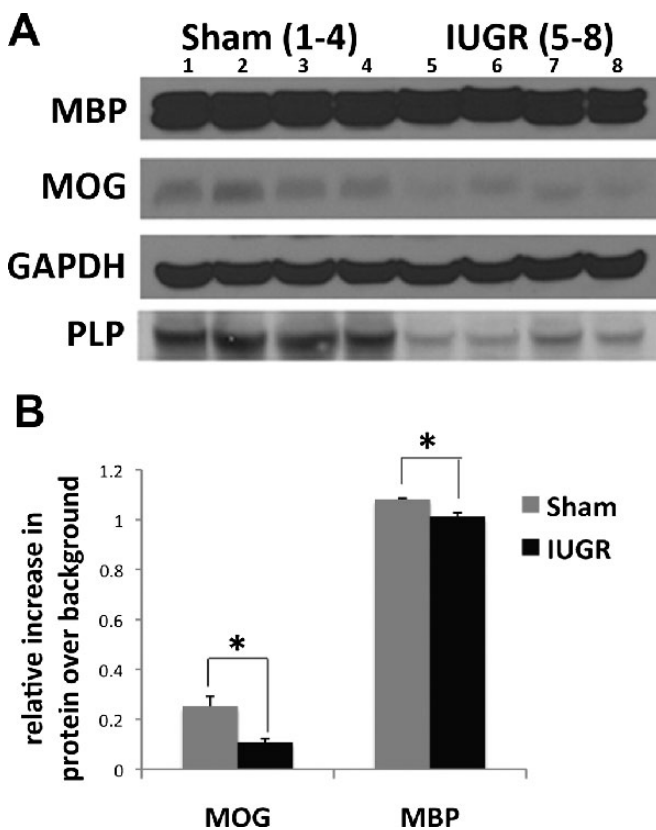 A
Sham (1-4) IUGR (5-8)
1 2 3 4 5 6 7 8
MBP
MOG
GAPDH
PLP
B
*
*
1.2
1
0.8
0.6
0.4
0.2
0
relative increase in
protein over background
Sham
IUGR
MOG MBP